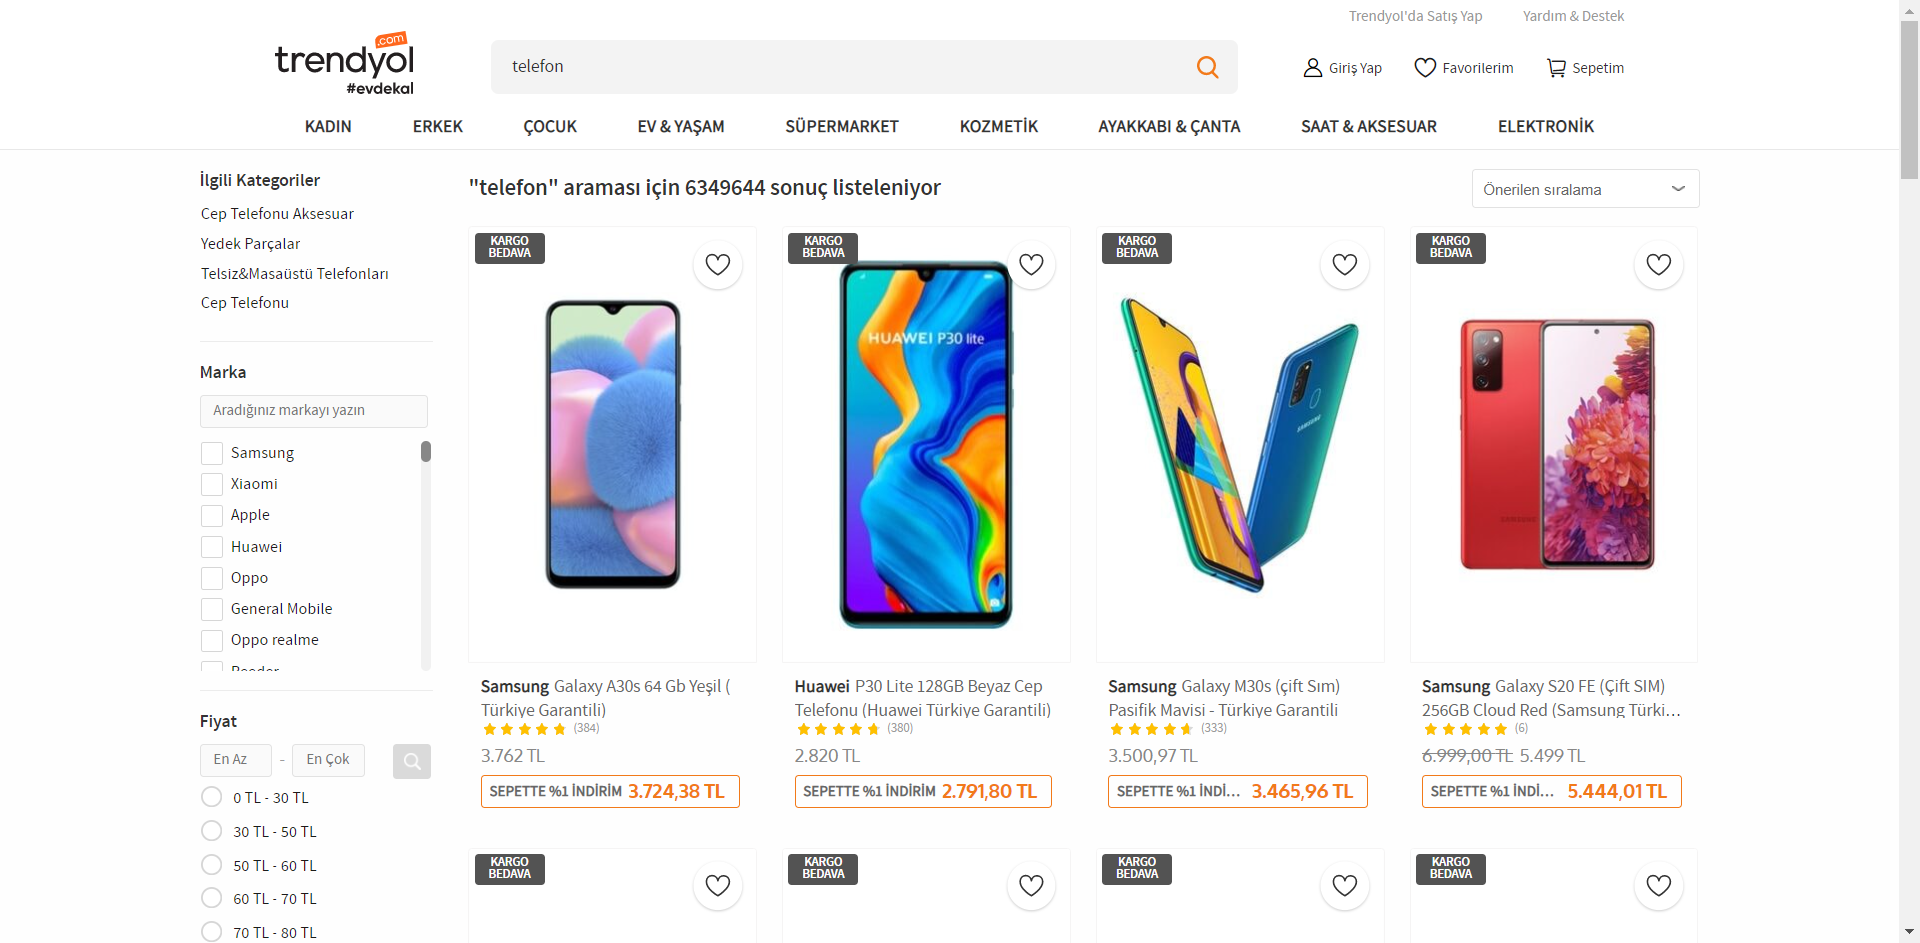 Trendyol'da Satış Yap
Yardım & Destek
.com
trendyol
#evdekal
telefon
Giriş Yap
Favorilerim
Sepetim
KADIN
ERKEK
ÇOCUK
EV & YAŞAM
SÜPERMARKET
KOZMETİK
AYAKKABI & ÇANTA
SAAT & AKSESUAR
ELEKTRONİK
İlgili Kategoriler
Cep Telefonu Aksesuar
Yedek Parçalar
Telsiz&Masaüstü Telefonları
Cep Telefonu
Marka
Aradığınız markayı yazın
Samsung
Xiaomi
Apple
Huawei
Oppo
General Mobile
Oppo realme
Reeder
Fiyat
En Az
-
En Çok
0 TL - 30 TL
30 TL - 50 TL
50 TL - 60 TL
60 TL - 70 TL
70 TL - 80 TL
"telefon" araması için 6349644 sonuç listeleniyor
Önerilen sıralama
KARGO
BEDAVA
Samsung Galaxy A30s 64 Gb Yeşil (
Türkiye Garantili)
(384)
3.762 TL
SEPETTE %1 İNDİRİM 3.724,38 TL
KARGO
BEDAVA
HUAWEI P30 lite
Huawei P30 Lite 128GB Beyaz Cep
Telefonu (Huawei Türkiye Garantili)
(380)
2.820 TL
SEPETTE %1 İNDİRİM 2.791,80 TL
KARGO
BEDAVA
SAMSUNG
Samsung Galaxy M30s (çift Sım)
Pasifik Mavisi - Türkiye Garantili
(333)
3.500,97 TL
SEPETTE %1 İNDİ... 3.465,96 TL
KARGO
BEDAVA
SAMSUNG
Samsung Galaxy S20 FE (Çift SIM)
256GB Cloud Red (Samsung Türki...
(6)
6.999,00 TL 5.499 TL
SEPETTE %1 İNDİ... 5.444,01 TL
KARGO
BEDAVA
KARGO
BEDAVA
KARGO
BEDAVA
KARGO
BEDAVA